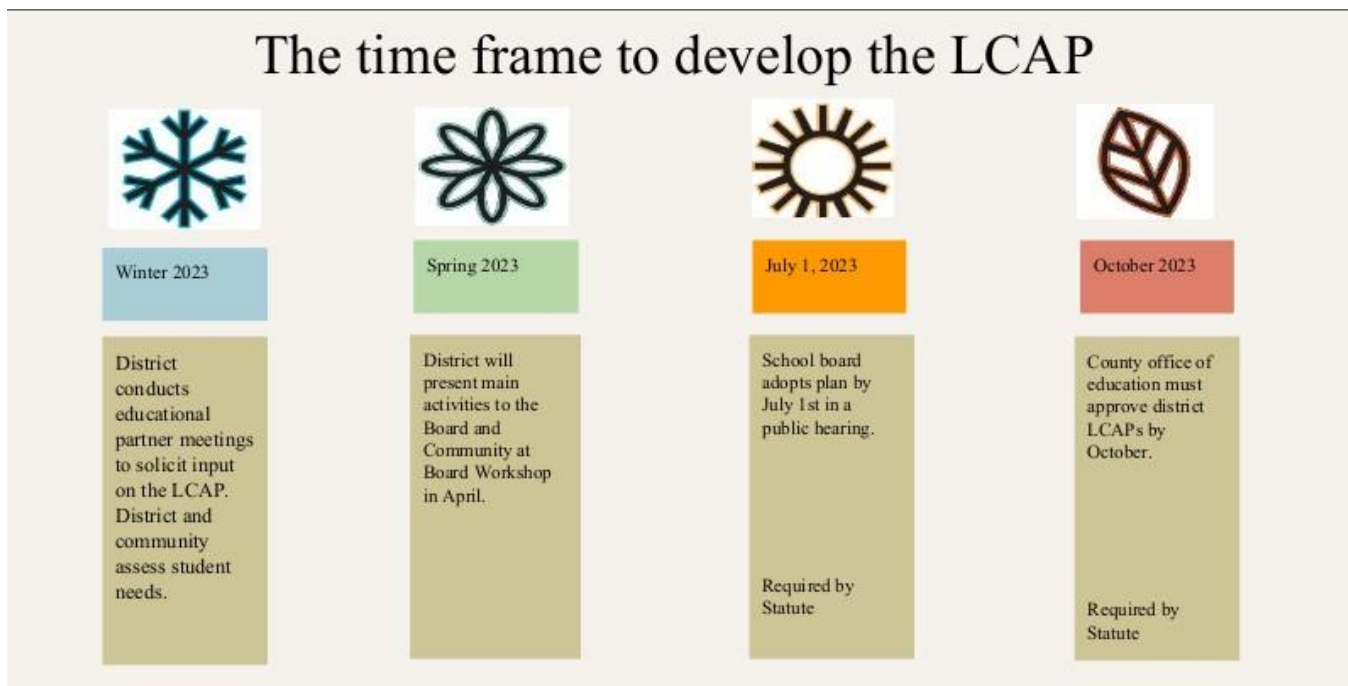 The time frame to develop the LCAP
Winter 2023
District
conducts
educational
partner meetings
to solicit input
on the LCAP.
District and
community
assess student
needs.
Spring 2023
District will
present main
activities to the
Board and
Community at
Board Workshop
in April.
July 1, 2023
School board
adopts plan by
July 1st in a
public hearing.
Required by
Statute
October 2023
County office of
education must
approve district
LCAPs by
October.
Required by
Statute